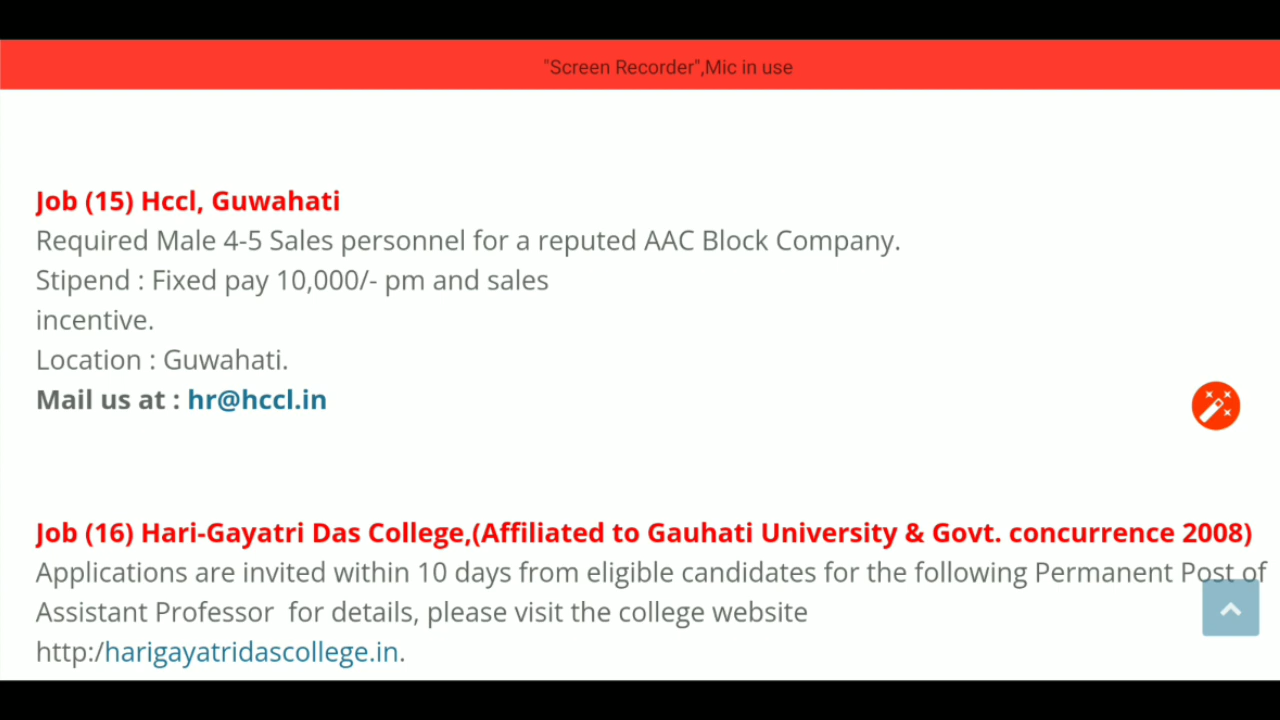 "Screen Recorder",Mic in use
Job (15) Hccl, Guwahati
Required Male 4-5 Sales personnel for a reputed AAC Block Company.
Stipend : Fixed pay 10,000/- pm and sales
incentive.
Location : Guwahati.
Mail us at : hr@hccl.in
Job (16) Hari-Gayatri Das College,(Affiliated to Gauhati University & Govt. concurrence 2008)
Applications are invited within 10 days from eligible candidates for the following Permanent Post of
Assistant Professor  for details, please visit the college website
http:/harigayatridascollege.in.